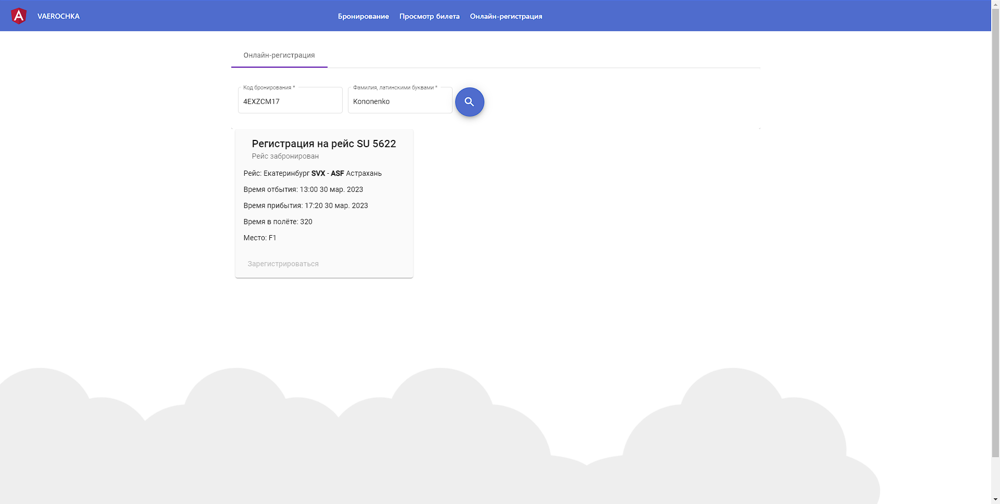 VAEROCHKA Бронирование Просмотр билета Онлайн-регистрация
Онлайн-регистрация
Код бронирования * Фамилия, латинскими буквами *
4EXZCM17 Kononenko
Регистрация на рейс SU 5622
Рейс забронирован
Рейс: Екатеринбург SVX - ASF Астрахань
Время отбытия: 13:00 30 мар. 2023
Время прибытия: 17:20 30 мар. 2023
Время в полёте: 320
Место: F1
Зарегистрироваться